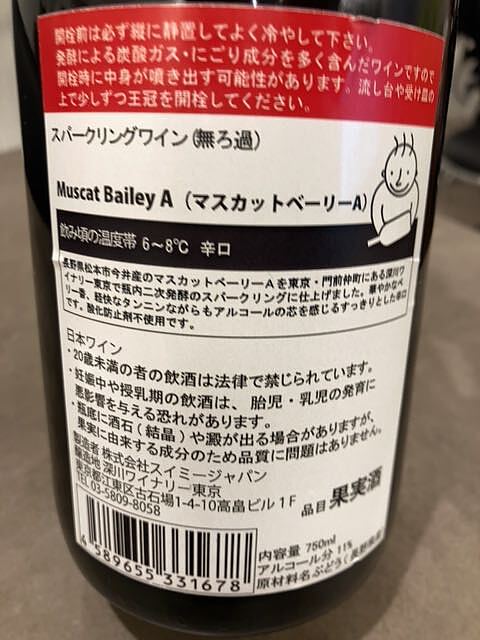 開栓前は必ず縦に静置してよく冷やして下さい。
発酵による炭酸ガス・にごり成分を多く含んだワインですので
開栓時に中身が噴き出す可能性があります。流し台や受け皿の
上で少しずつ王冠を開栓してください。
スパークリングワイン(無ろ過)
Muscat Bailey A (マスカットベーリーA)
飲み頃の温度帯 6~8℃ 辛口
長野県松本市今井産のマスカットベーリーAを東京・門前仲町にある深川ワ
イナリー東京で瓶内二次発酵のスパークリングに仕上げました。華やかなベ
リー香、軽快なタンニンながらもアルコールの芯を感じるすっきりとした辛口
です。酸化防止剤不使用です。
日本ワイン
・20歳未満の者の飲酒は法律で禁じられています。
・妊娠中や授乳期の飲酒は、胎児・乳児の発育に
悪影響を与える恐れがあります。
・瓶底に酒石(結晶)や澱が出る場合がありますが、
果実に由来する成分のため品質に問題はありません。
製造者 株式会社スイミージャパン
醸造地 深川ワイナリー東京
東京都江東区古石場1-4-10高畠ビル1F
TEL 03-5809-8058
品目 果実酒
4 589655 331678
内容量 750ml
アルコール分 11%
原材料名 ぶどう(長野県産